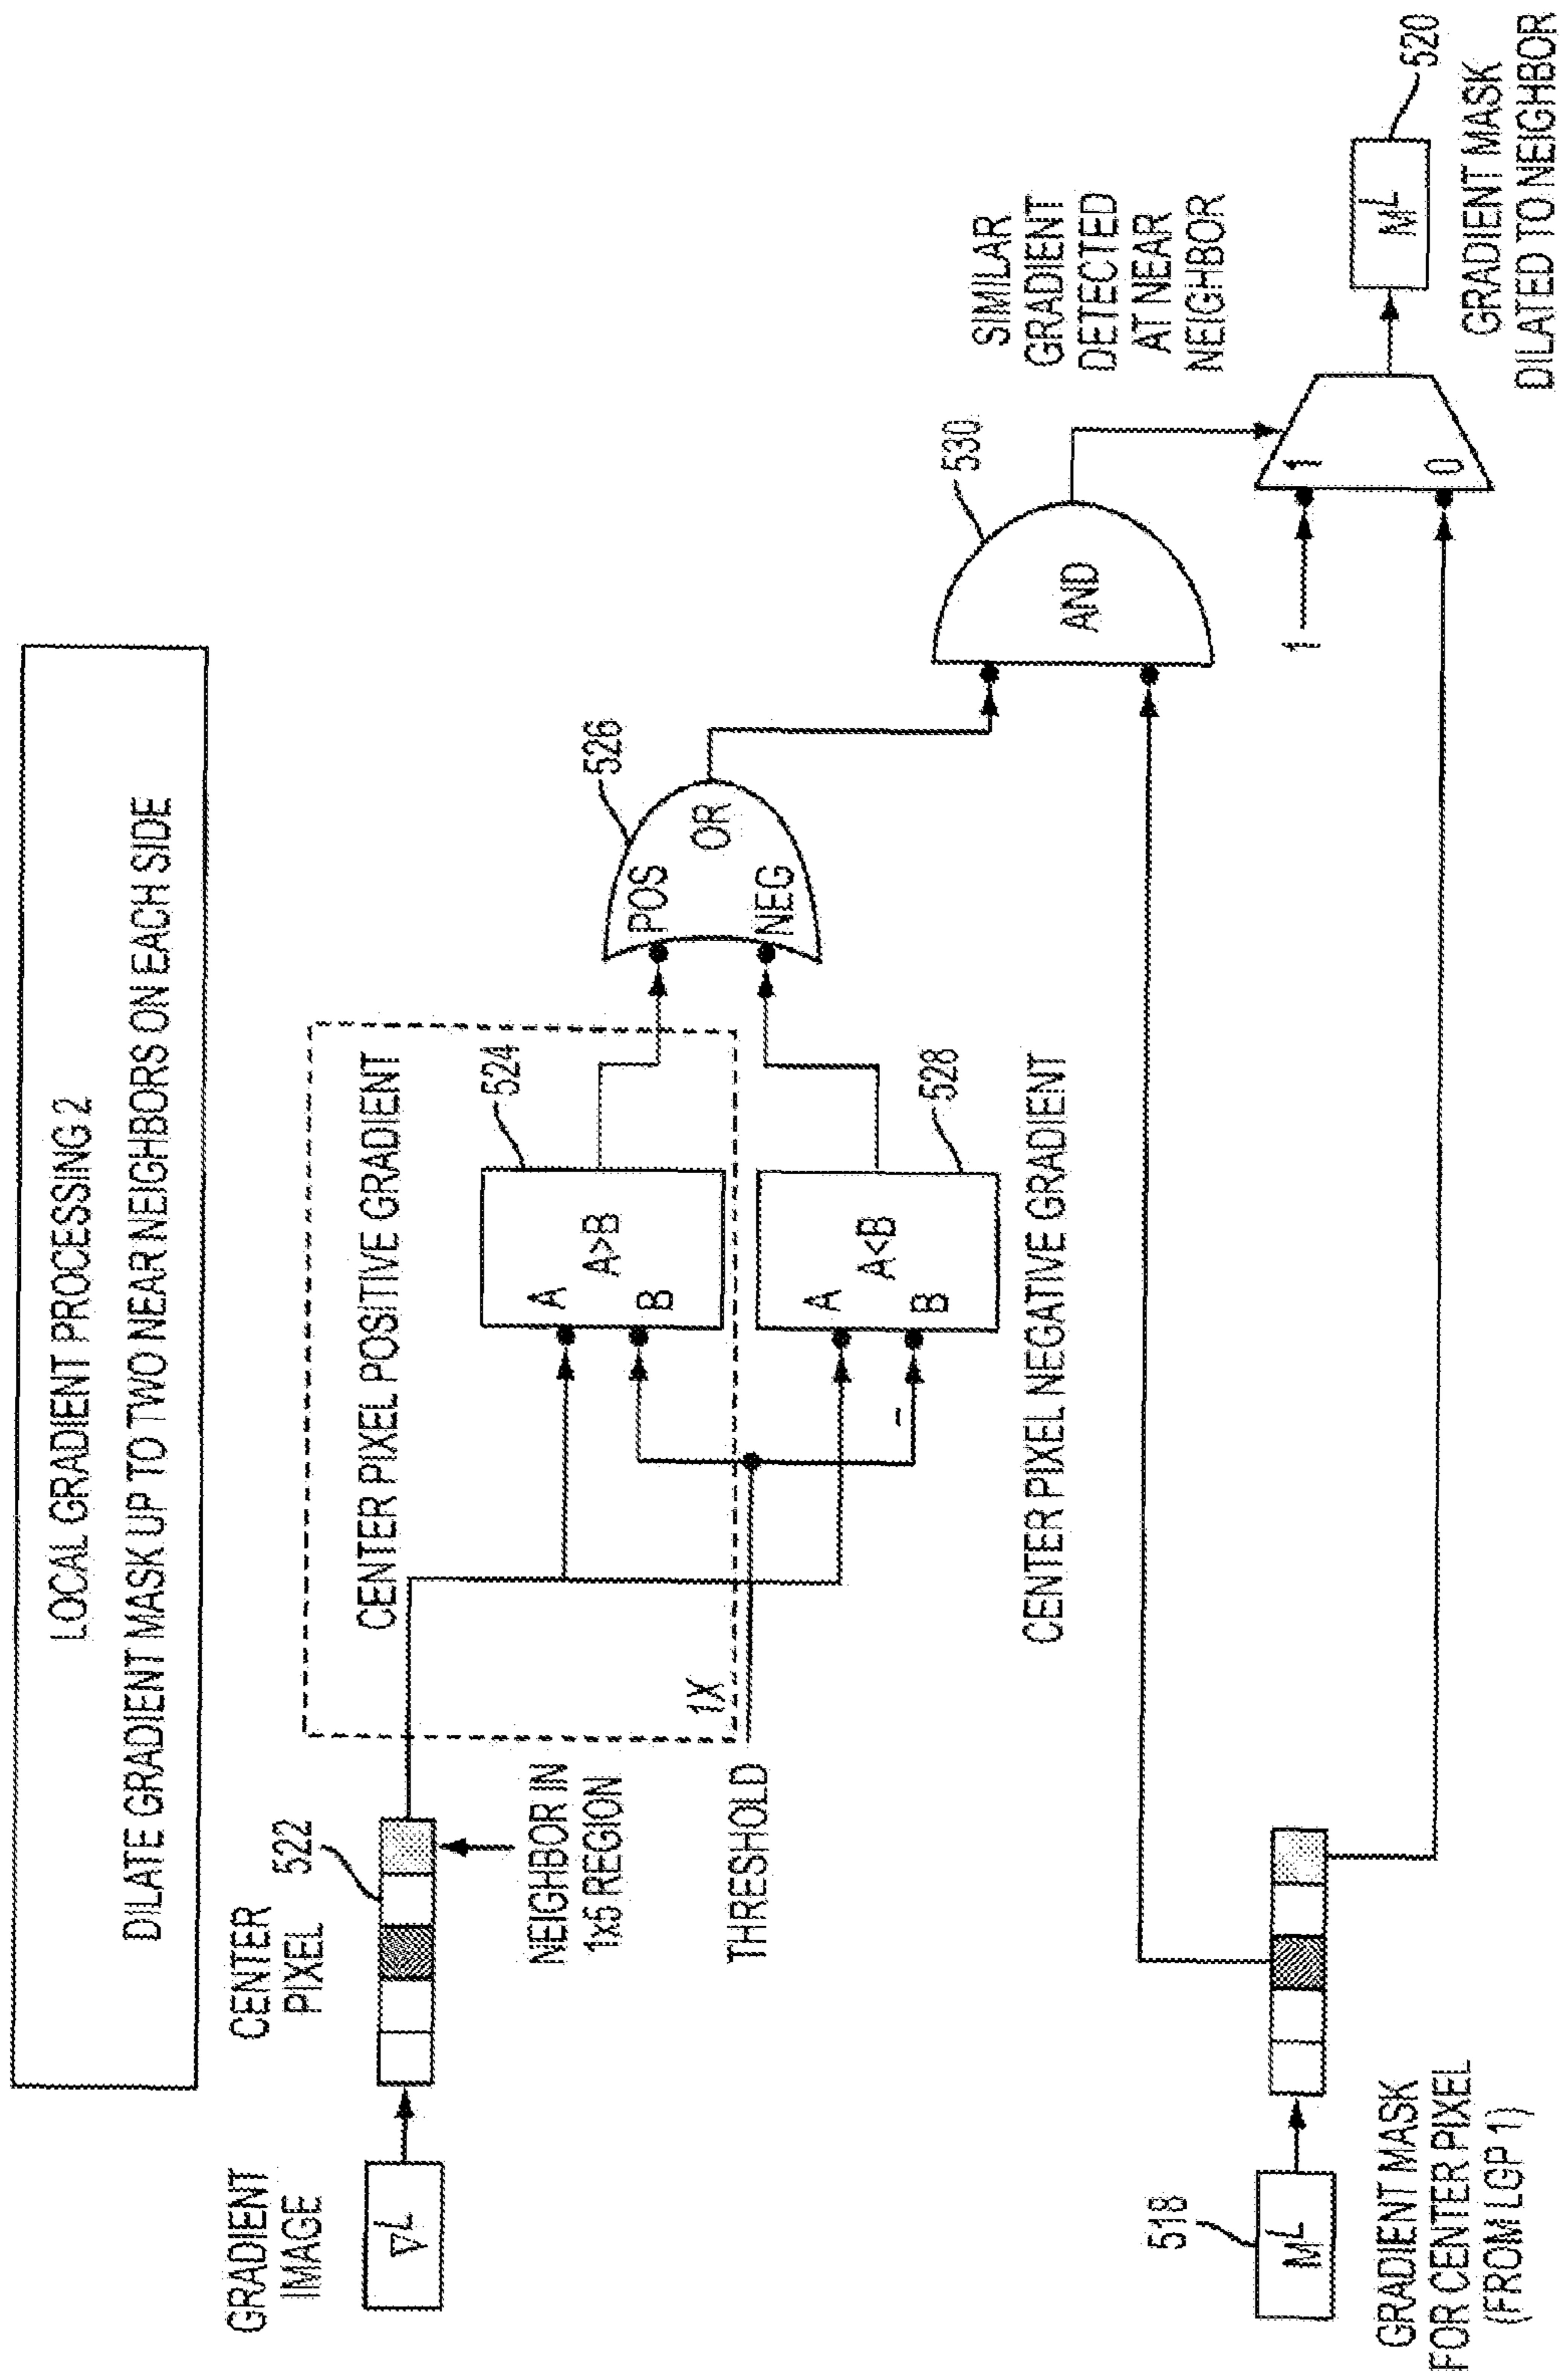 LOCAL GRADIENT PROCESSING 2
DILATE GRADIENT MASK UP TO TWO NEAR NEIGHBORS ON EACH SIDE
GRADIENT
IMAGE
∇L
CENTER
PIXEL
522
NEIGHBOR IN
1x5 REGION
THRESHOLD
1X
CENTER PIXEL POSITIVE GRADIENT
524
A
A>B
B
A
A<B
B
-
528
CENTER PIXEL NEGATIVE GRADIENT
526
POS
OR
NEG
530
AND
SIMILAR
GRADIENT
DETECTED
AT NEAR
NEIGHBOR
1
1
0
ML
520
GRADIENT MASK
DILATED TO NEIGHBOR
518
ML
GRADIENT MASK
FOR CENTER PIXEL
(FROM LGP 1)